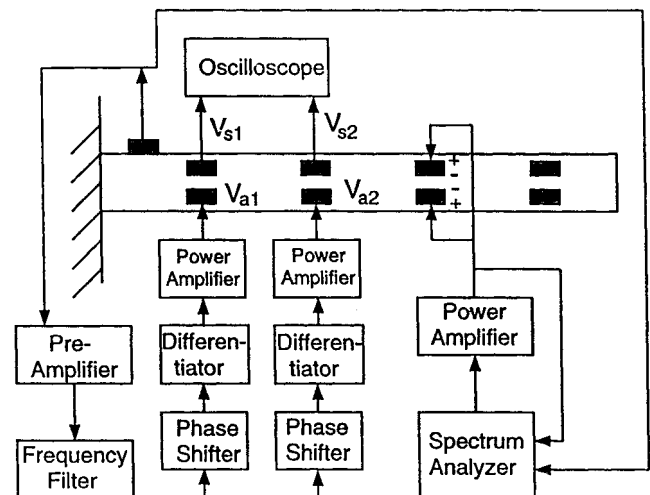 Oscilloscope
Vs1
Vs2
+
-
-
+
Va1
Va2
Power
Amplifier
Power
Amplifier
Power
Amplifier
Pre-
Amplifier
Differen-
tiator
Differen-
tiator
Phase
Shifter
Phase
Shifter
Spectrum
Analyzer
Frequency
Filter